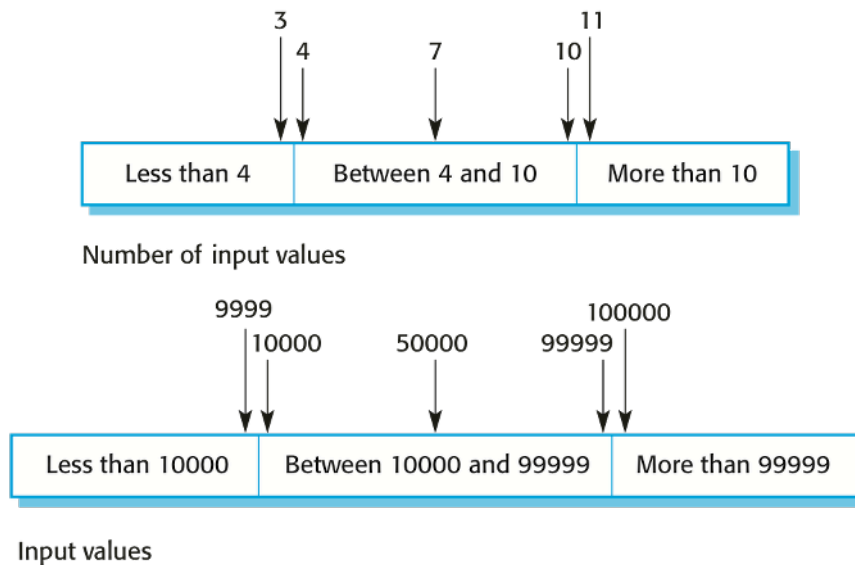 3 11
4 7 10
Less than 4 Between 4 and 10 More than 10
Number of input values
9999 100000
10000 50000 99999
Less than 10000 Between 10000 and 99999 More than 99999
Input values